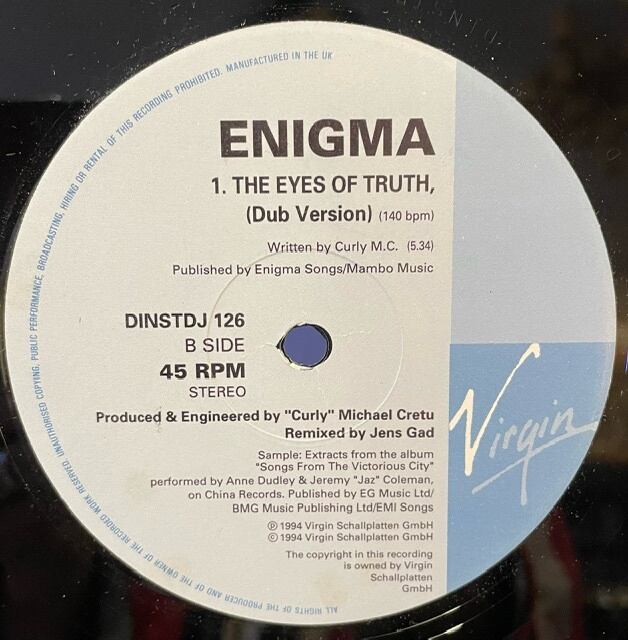 ENIGMA
1. THE EYES OF TRUTH,
(Dub Version) (140 bpm)
Written by Curly M.C. (5.34)
Published by Enigma Songs/Mambo Music
DINSTDJ 126
B SIDE
45 RPM
STEREO
Produced & Engineered by "Curly" Michael Cretu
Remixed by Jens Gad
Sample: Extracts from the album
"Songs From The Victorious City"
performed by Anne Dudley & Jeremy "Jaz" Coleman,
on China Records. Published by EG Music Ltd/
BMG Music Publishing Ltd/EMI Songs
℗ 1994 Virgin Schallplatten GmbH
© 1994 Virgin Schallplatten GmbH
The copyright in this recording
is owned by Virgin
Schallplatten
GmbH
Virgin
ALL RIGHTS OF THE PRODUCER AND OF THE OWNER OF THE RECORDED WORK RESERVED. UNAUTHORISED COPYING, PUBLIC PERFORMANCE, BROADCASTING, HIRING OR RENTAL OF THIS RECORDING PROHIBITED. MANUFACTURED IN THE UK